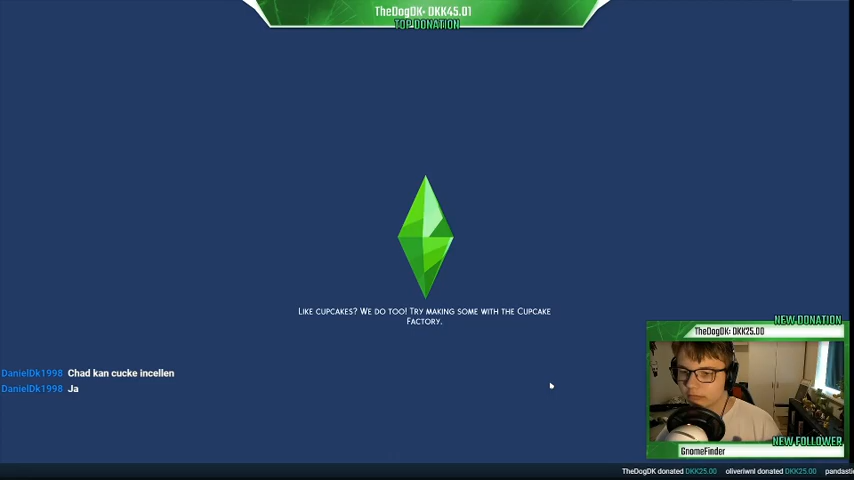 TheDogDK: DKK45.01
TOP DONATION
LIKE CUPCAKES? WE DO TOO! TRY MAKING SOME WITH THE CUPCAKE
FACTORY.
DanielDk1998 Chad kan cucke incellen
DanielDk1998 Ja
NEW DONATION
TheDogDK: DKK25.00
NEW FOLLOWER
GnomeFinder
TheDogDK donated DKK25.00 oliveriwnl donated DKK25.00 pandasti